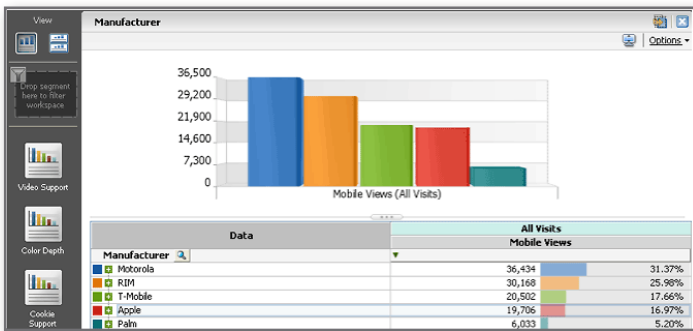 View
Manufacturer
Options
Drop segment
here to filter
workspace
36,500
29,200
21,900
14,600
7,300
0
Mobile Views (All Visits)
Video Support
Color Depth
Cookie
Support
Data
All Visits
Mobile Views
Manufacturer
Motorola 36,434 31.37%
RIM 30,168 25.98%
T-Mobile 20,502 17.66%
Apple 19,706 16.97%
Palm 6,033 5.20%